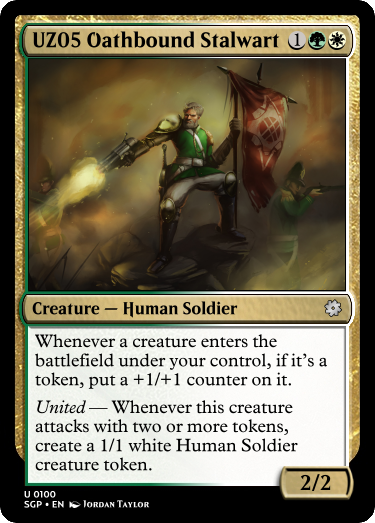 UZ05 Oathbound Stalwart 1
Creature — Human Soldier
Whenever a creature enters the
battlefield under your control, if it's a
token, put a +1/+1 counter on it.
United — Whenever this creature
attacks with two or more tokens,
create a 1/1 white Human Soldier
creature token.
2/2
U 0100
SGP • EN Jordan Taylor